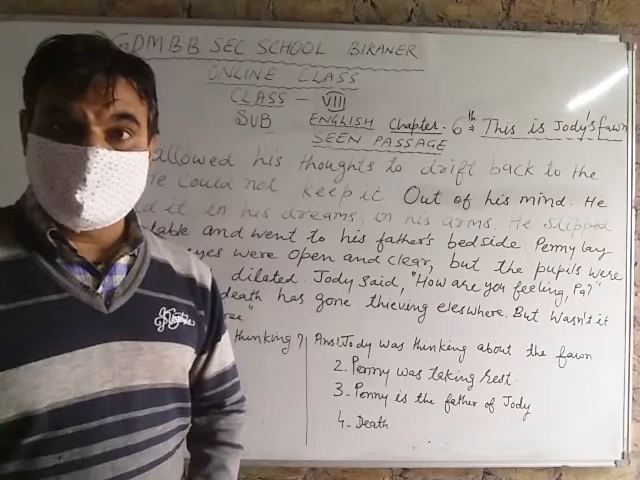 GDMBB SEC SCHOOL BIKANER
ONLINE CLASS
CLASS - VIII
SUB ENGLISH Chapter. 6th ⇒ This is Jody's fawn
SEEN PASSAGE
allowed his thoughts to drift back to the
He could not keep it Out of his mind. He
it in his dreams, in his arms. He slipped
table and went to his father's bedside. Penny lay
eyes were open and clear, but the pupils were
dilated. Jody said, "How are you feeling, Pa?"
death has gone thieving eleswhere. But Wasn't it
thinking? Ans! Jody was thinking about the fawn
2. Penny was taking rest.
3- Penny is the father of Jody
4- Death